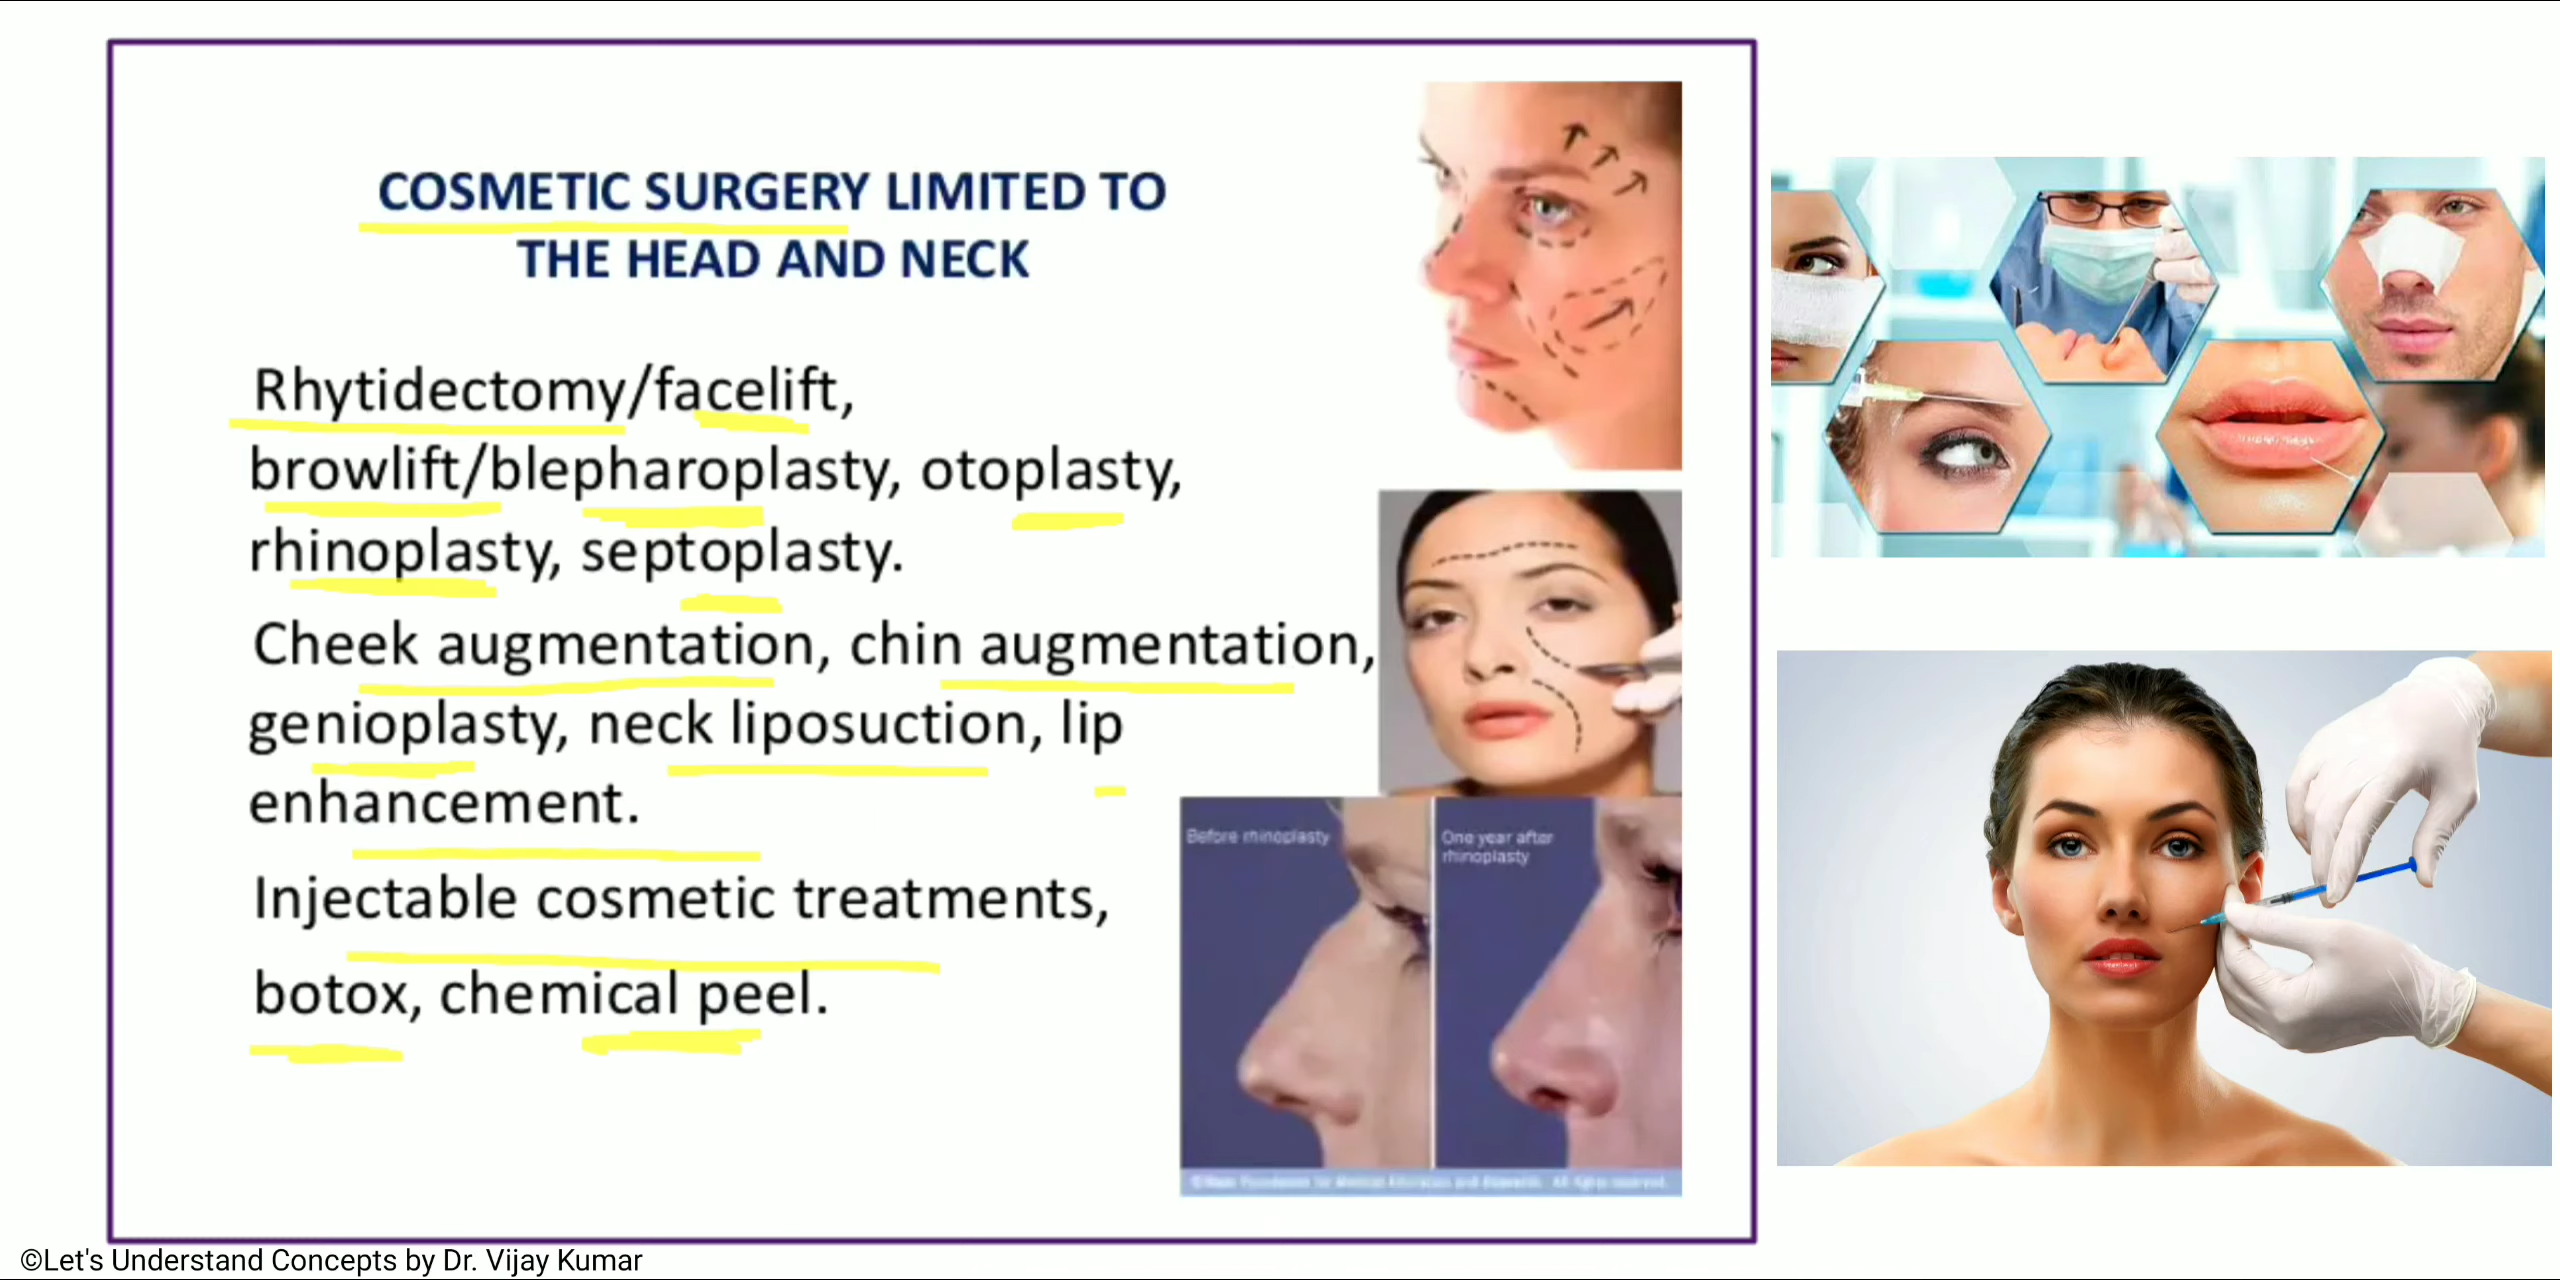 COSMETIC SURGERY LIMITED TO
THE HEAD AND NECK
Rhytidectomy/facelift,
browlift/blepharoplasty, otoplasty,
rhinoplasty, septoplasty.
Cheek augmentation, chin augmentation,
genioplasty, neck liposuction, lip
enhancement.
Injectable cosmetic treatments,
botox, chemical peel.
Before rhinoplasty
One year after
rhinoplasty
©Let's Understand Concepts by Dr. Vijay Kumar